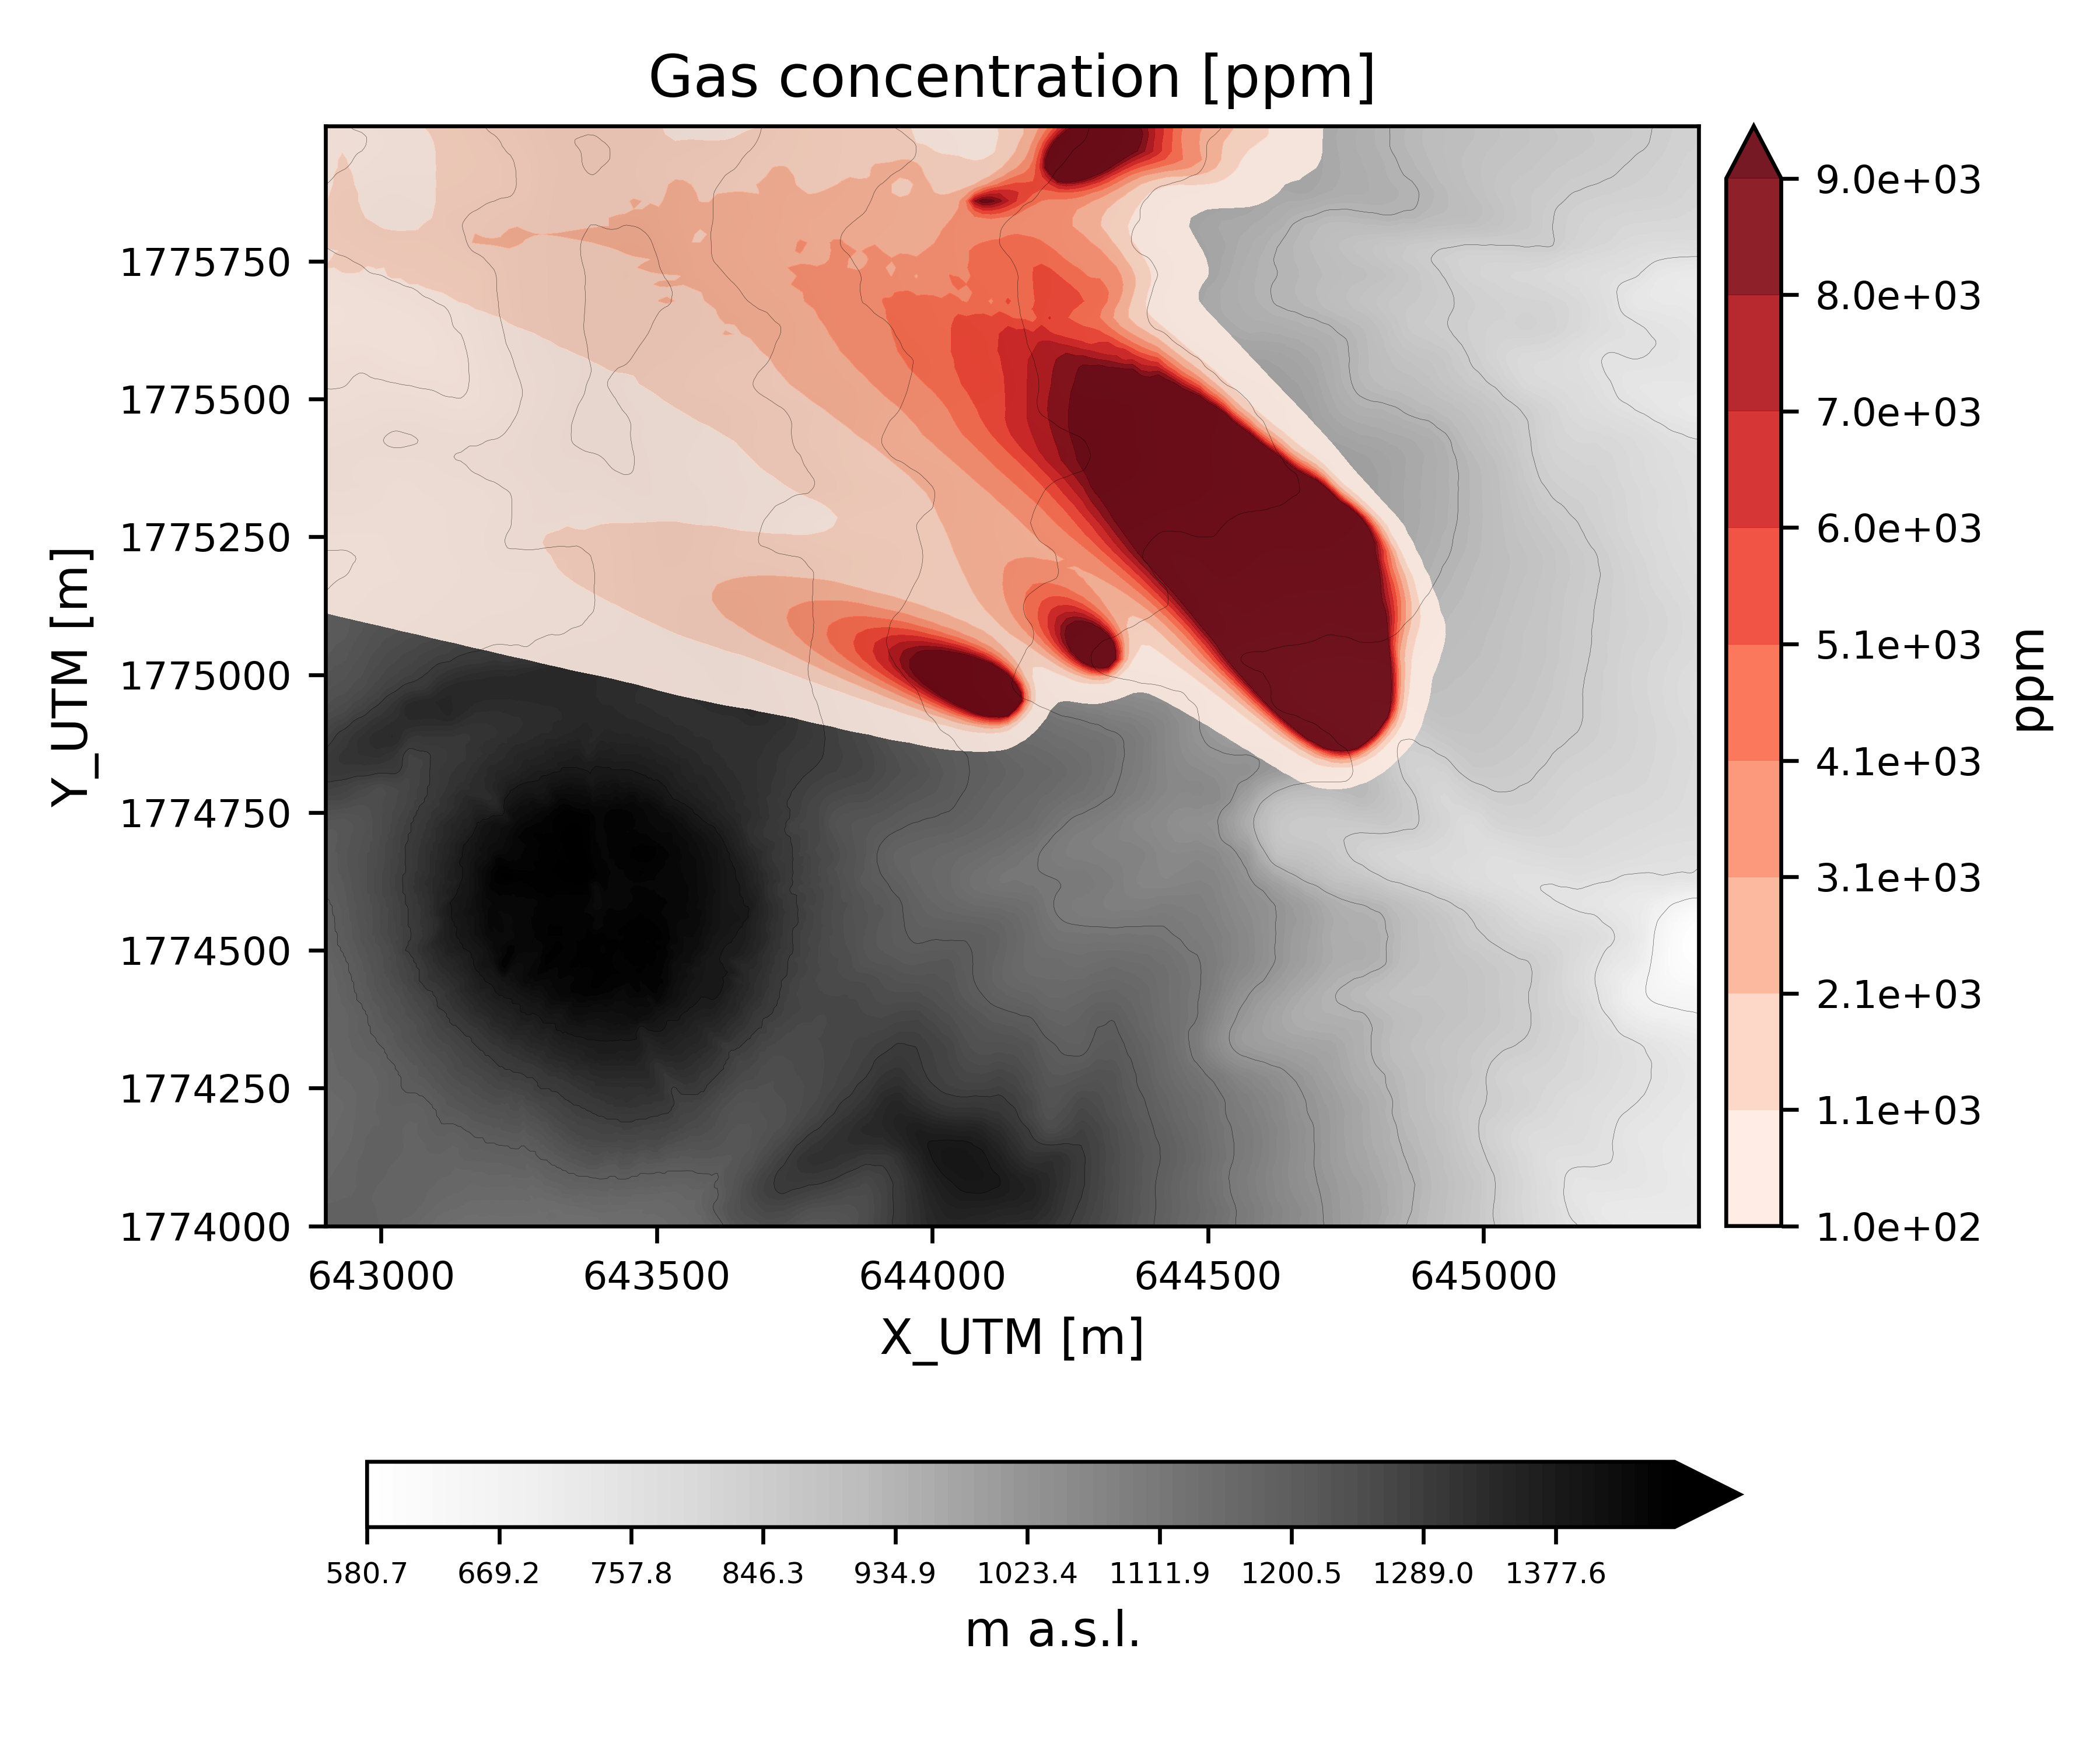 Gas concentration [ppm]
1775750
1775500
1775250
1775000
1774750
1774500
1774250
1774000
Y_UTM [m]
643000 643500 644000 644500 645000
X_UTM [m]
9.0e+03
8.0e+03
7.0e+03
6.0e+03
5.1e+03
4.1e+03
3.1e+03
2.1e+03
1.1e+03
1.0e+02
ppm
580.7 669.2 757.8 846.3 934.9 1023.4 1111.9 1200.5 1289.0 1377.6
m a.s.l.